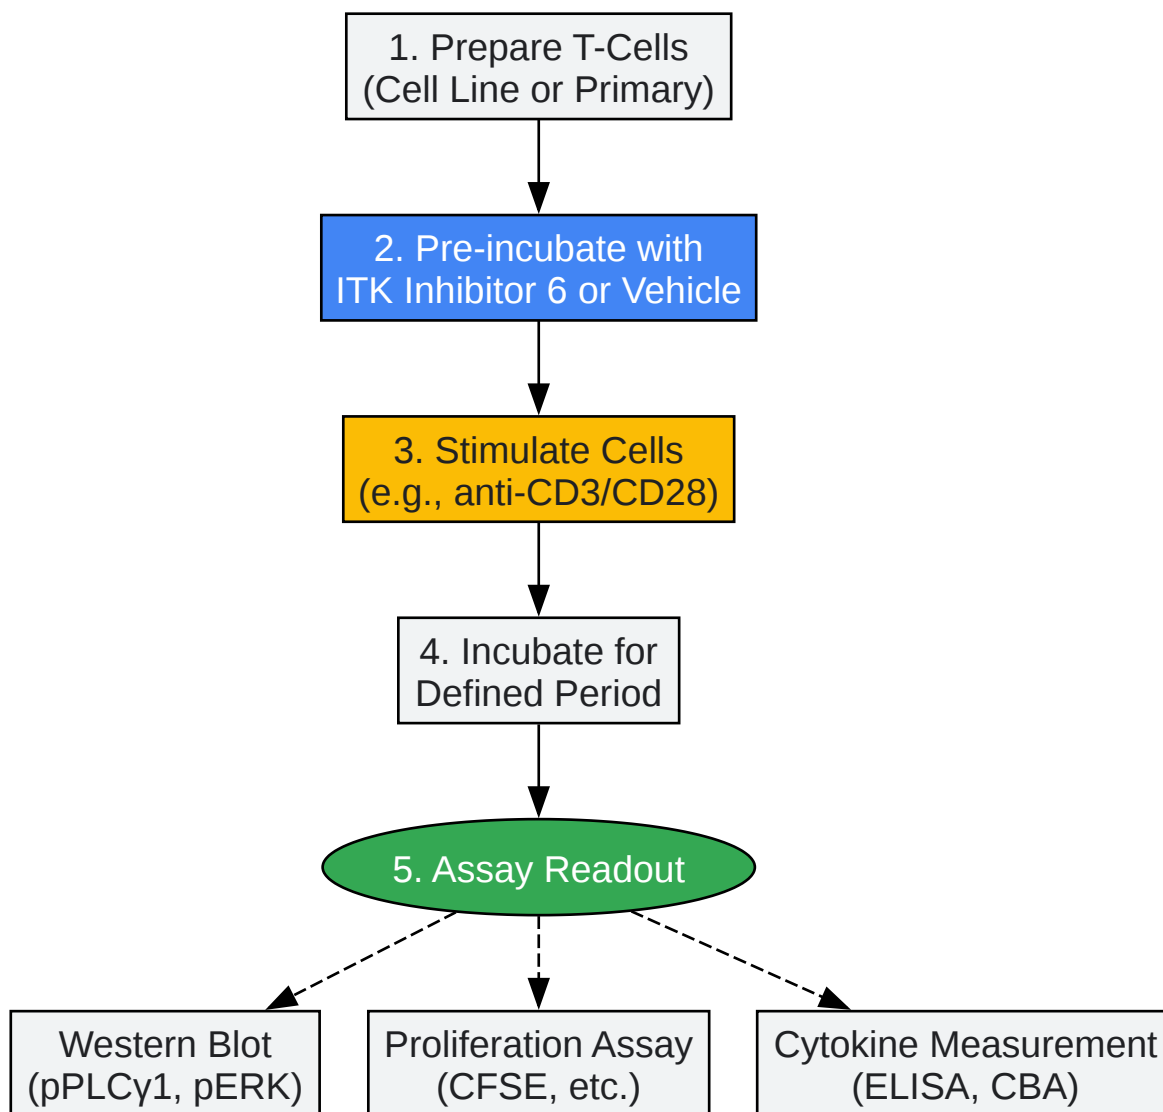 1. Prepare T-Cells
(Cell Line or Primary)
2. Pre-incubate with
ITK Inhibitor 6 or Vehicle
3. Stimulate Cells
(e.g., anti-CD3/CD28)
4. Incubate for
Defined Period
5. Assay Readout
Western Blot
(pPLCγ1, pERK)
Proliferation Assay
(CFSE, etc.)
Cytokine Measurement
(ELISA, CBA)